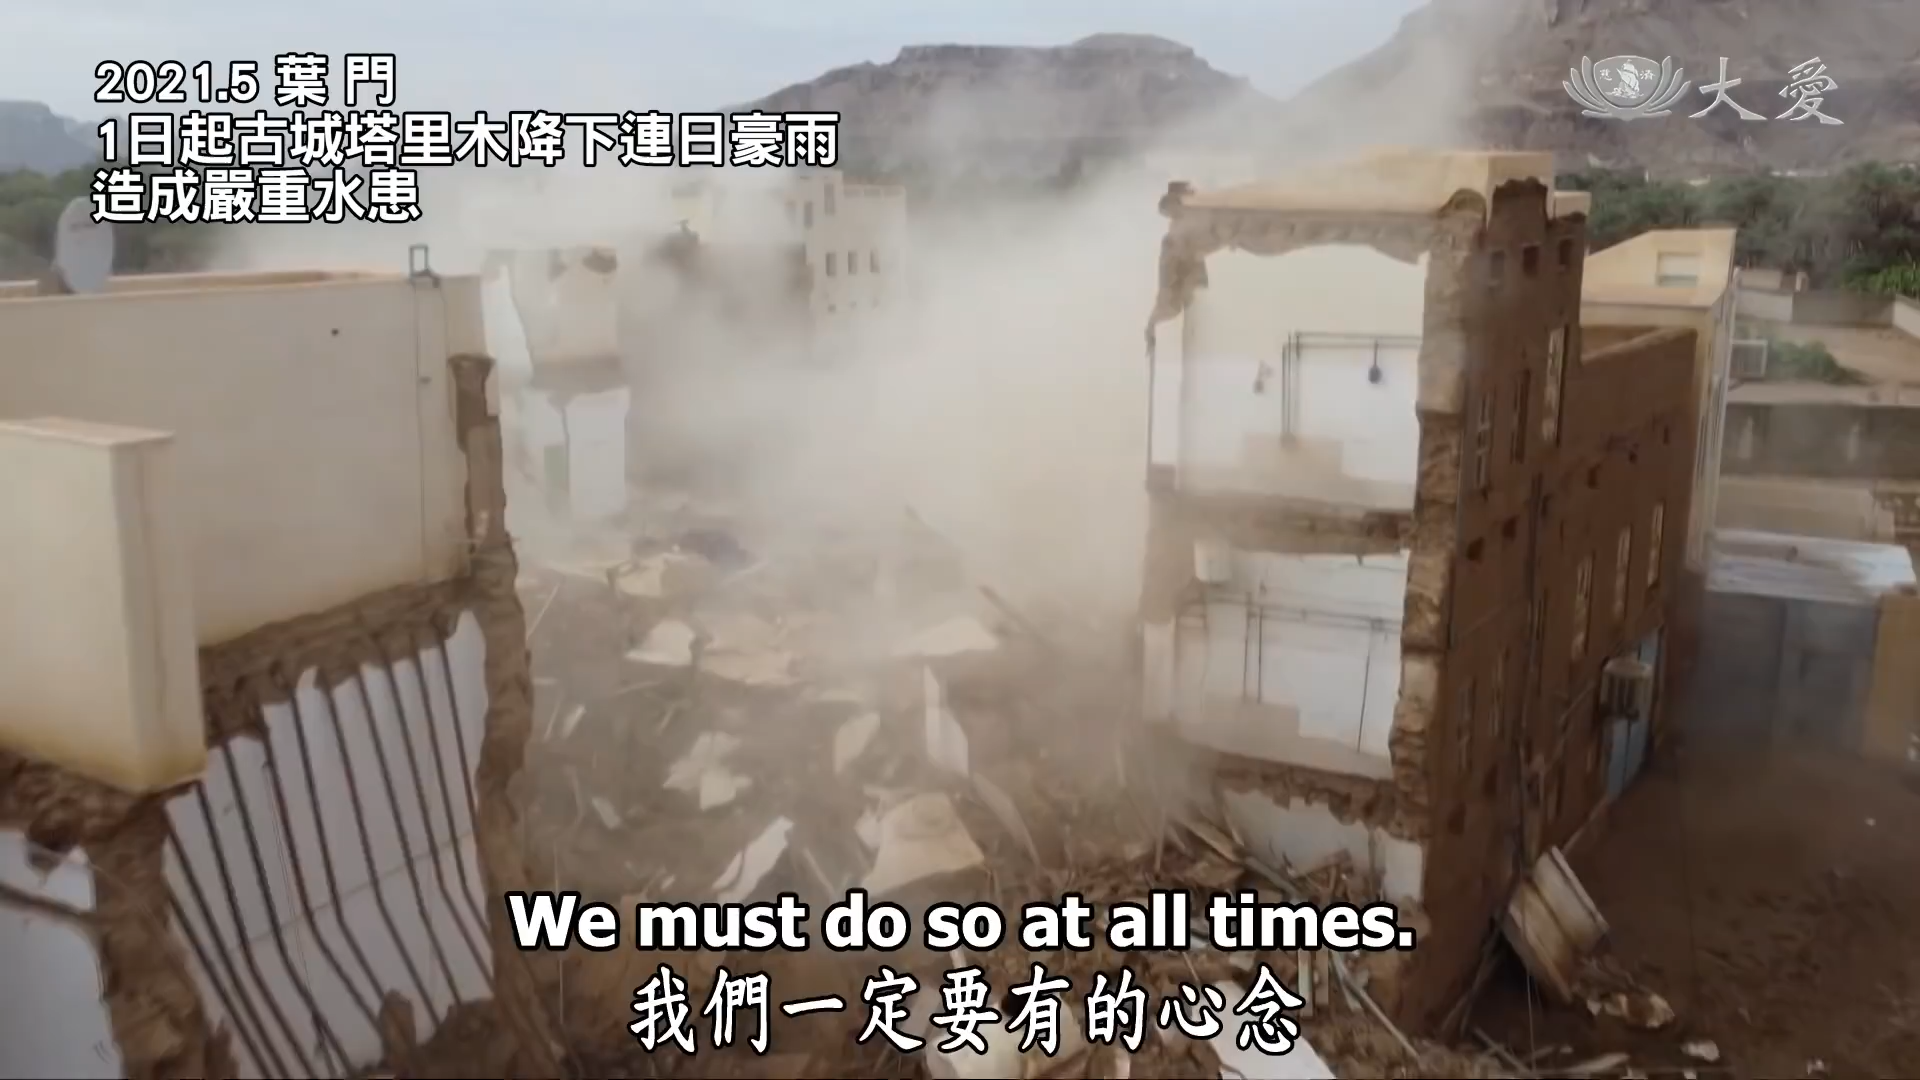 2021.5 葉門
1日起古城塔里木降下連日豪雨
造成嚴重水患
慈濟
大愛
We must do so at all times.
我們一定要有的心念